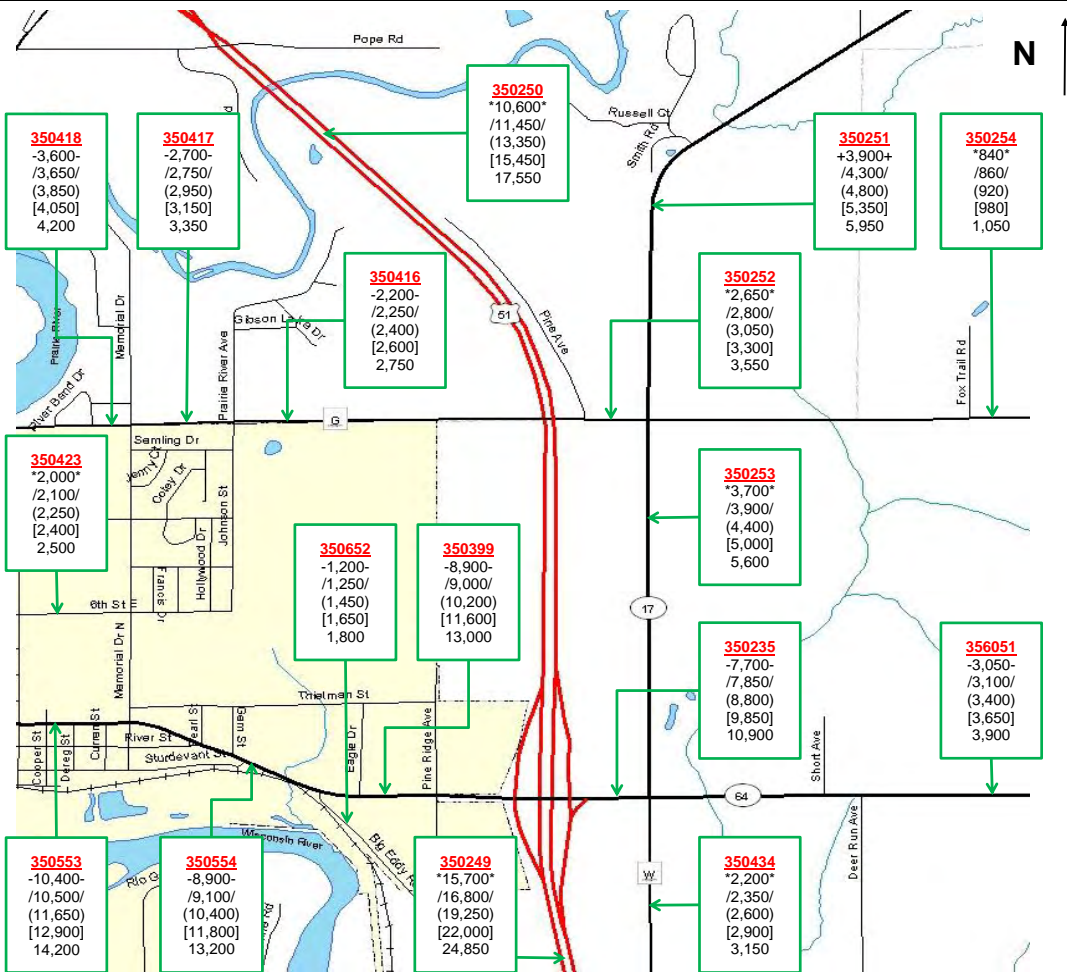 Pope Rd
N
350250
*10,600*
/11,450/
(13,350)
[15,450]
17,550
Russell Ct
Smith Rd
350418
-3,600-
/3,650/
(3,850)
[4,050]
4,200
350417
-2,700-
/2,750/
(2,950)
[3,150]
3,350
350251
+3,900+
/4,300/
(4,800)
[5,350]
5,950
350254
*840*
/860/
(920)
[980]
1,050
350416
-2,200-
/2,250/
(2,400)
[2,600]
2,750
350252
*2,650*
/2,800/
(3,050)
[3,300]
3,550
Prairie River
Memorial Dr
Gibson Lake Dr
Prairie River Ave
51
Pine Ave
Fox Trail Rd
River Bend Dr
G
Semling Dr
Jenny Ct
Cotey Dr
Johnson St
Hollywood Dr
Francis Dr
6th St E
350423
*2,000*
/2,100/
(2,250)
[2,400]
2,500
350253
*3,700*
/3,900/
(4,400)
[5,000]
5,600
350652
-1,200-
/1,250/
(1,450)
[1,650]
1,800
350399
-8,900-
/9,000/
(10,200)
[11,600]
13,000
17
350235
-7,700-
/7,850/
(8,800)
[9,850]
10,900
356051
-3,050-
/3,100/
(3,400)
[3,650]
3,900
Memorial Dr N
Thielman St
Cooper St
Dereg St
Curran St
River St
Pearl St
Gem St
Sturdevant St
Eagle Dr
Pine Ridge Ave
Short Ave
64
Deer Run Ave
Wisconsin River
Big Eddy R
Rio G
ne Rd
W
350553
-10,400-
/10,500/
(11,650)
[12,900]
14,200
350554
-8,900-
/9,100/
(10,400)
[11,800]
13,200
350249
*15,700*
/16,800/
(19,250)
[22,000]
24,850
350434
*2,200*
/2,350/
(2,600)
[2,900]
3,150